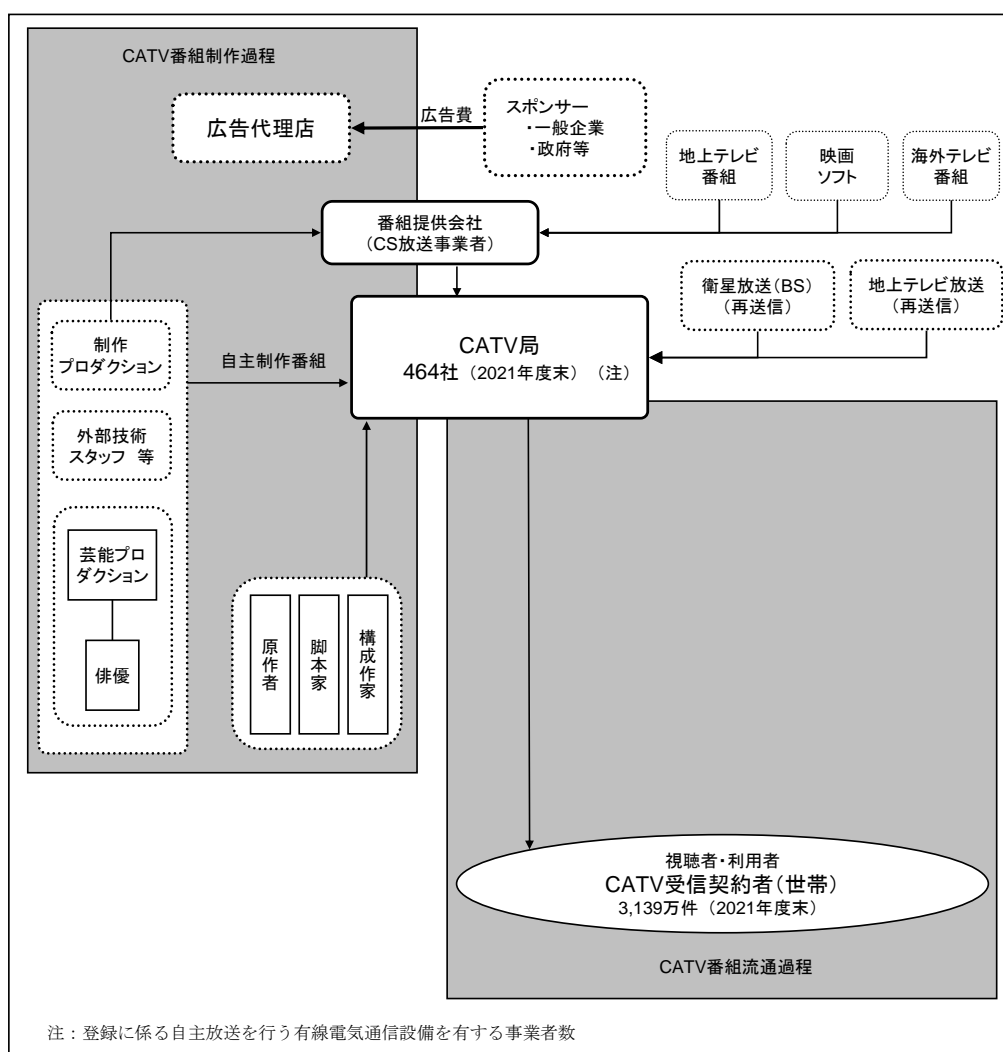 CATV番組制作過程
広告代理店
広告費
スポンサー
・一般企業
・政府等
地上テレビ
番組
映画
ソフト
海外テレビ
番組
番組提供会社
(CS放送事業者)
衛星放送(BS)
(再送信)
地上テレビ放送
(再送信)
制作
プロダクション
自主制作番組
CATV局
464社(2021年度末)(注)
外部技術
スタッフ 等
芸能プロ
ダクション
俳優
原作者
脚本家
構成作家
視聴者・利用者
CATV受信契約者(世帯)
3,139万件(2021年度末)
CATV番組流通過程
注：登録に係る自主放送を行う有線電気通信設備を有する事業者数